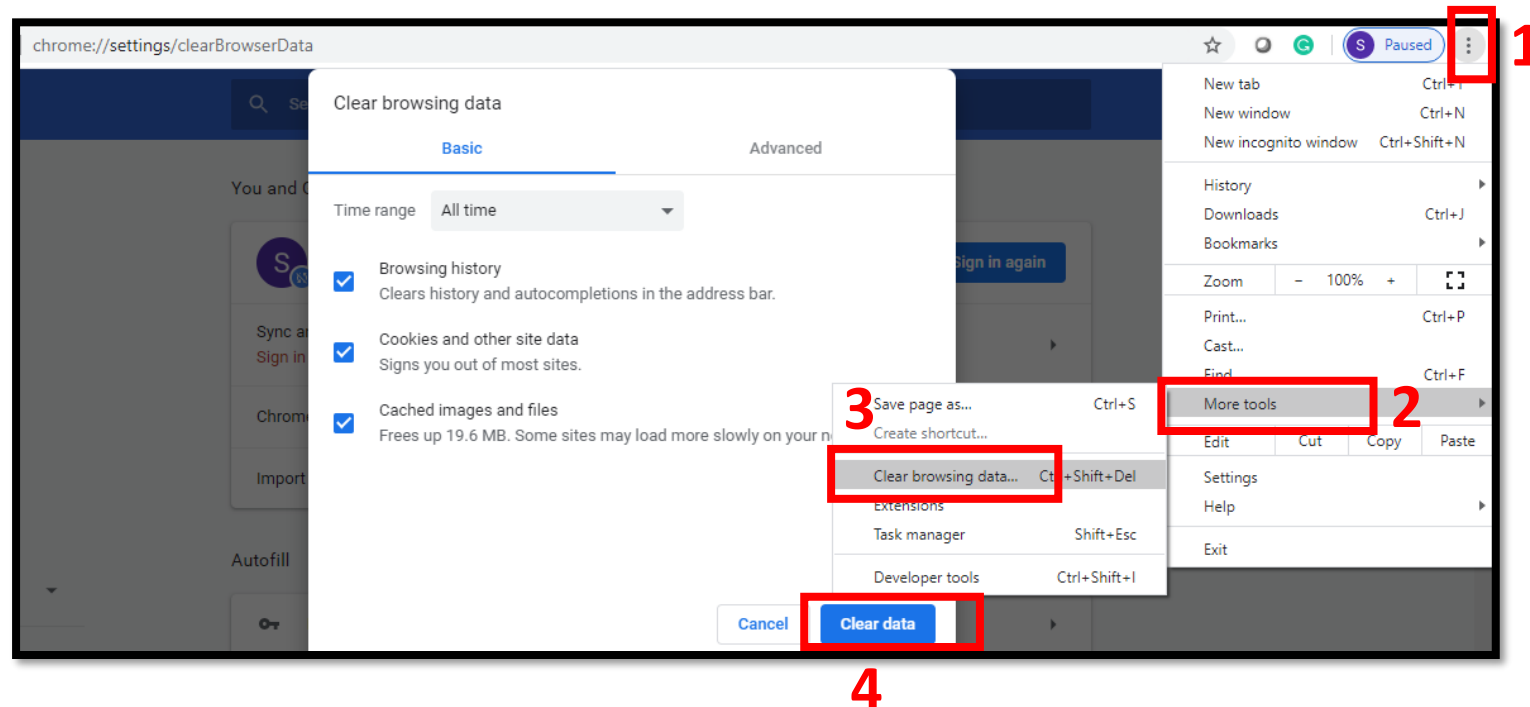 chrome://settings/clearBrowserData
S Paused
1
Se
Clear browsing data
Basic Advanced
Time range All time
Browsing history
Clears history and autocompletions in the address bar.
Cookies and other site data
Signs you out of most sites.
Cached images and files
Frees up 19.6 MB. Some sites may load more slowly on your
Cancel Clear data
4
You and
S
Sign in again
Sync
Sign in
Import
Autofill
New tab
New window Ctrl+N
New incognito window Ctrl+Shift+N
History
Downloads Ctrl+J
Bookmarks
Zoom - 100% +
Print... Ctrl+P
Cast...
Find Ctrl+F
More tools
2
Edit Cut Copy Paste
Settings
Help
Exit
3
Save page as... Ctrl+S
Create shortcut...
Clear browsing data... Ctrl+Shift+Del
Extensions
Task manager Shift+Esc
Developer tools Ctrl+Shift+I